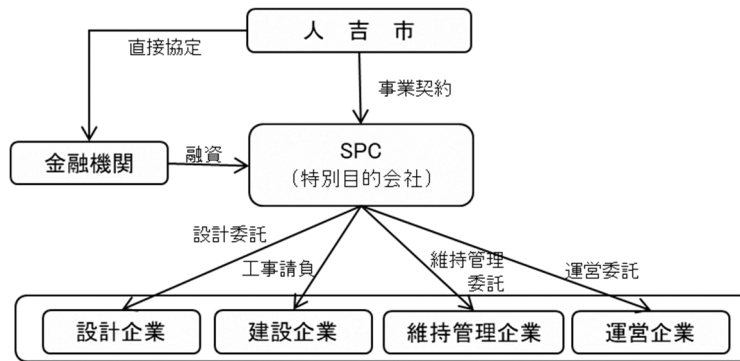 人 吉 市
直接協定
事業契約
金融機関
融資
SPC
（特別目的会社）
設計委託
工事請負
維持管理
委託
運営委託
設計企業
建設企業
維持管理企業
運営企業